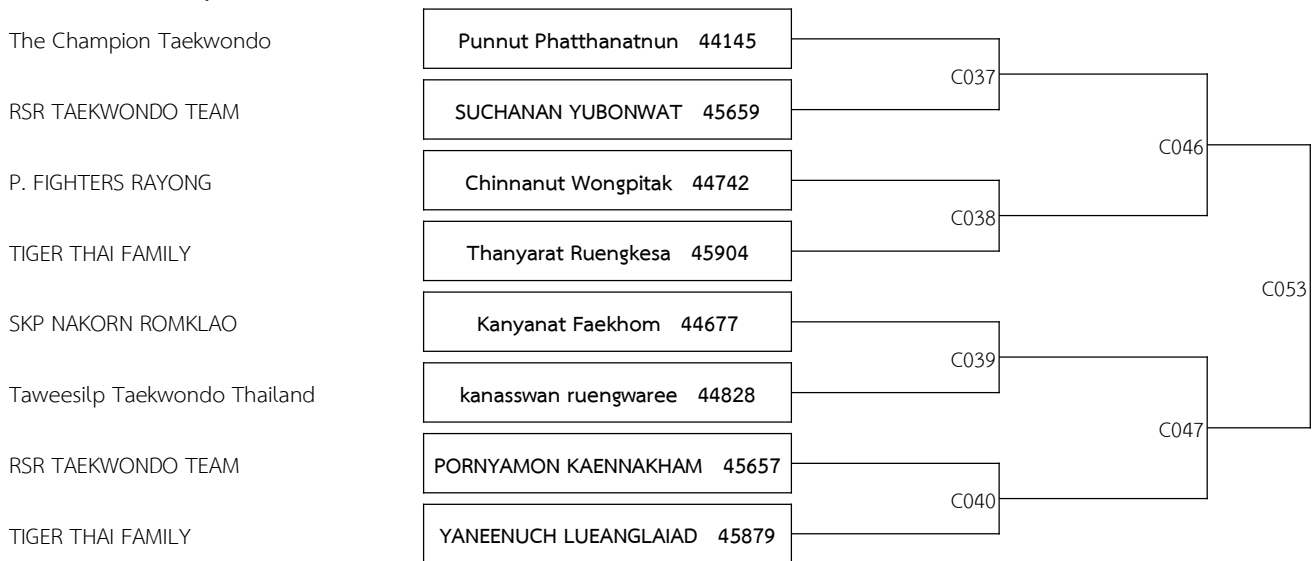 The Champion Taekwondo Punnut Phatthanatnun 44145
C037
RSR TAEKWONDO TEAM SUCHANAN YUBONWAT 45659
C046
P. FIGHTERS RAYONG Chinnanut Wongpitak 44742
C038
TIGER THAI FAMILY Thanyarat Ruengkesa 45904
C053
SKP NAKORN ROMKLAO Kanyanat Faekhom 44677
C039
Taweesilp Taekwondo Thailand kanasswan ruengwaree 44828
C047
RSR TAEKWONDO TEAM PORNYAMON KAENNAKHAM 45657
C040
TIGER THAI FAMILY YANEENUCH LUEANGLAIAD 45879